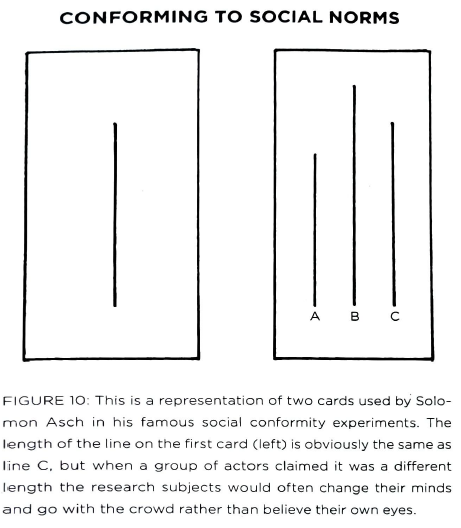 CONFORMING TO SOCIAL NORMS
A B C
FIGURE 10: This is a representation of two cards used by Solo-
mon Asch in his famous social conformity experiments. The
length of the line on the first card (left) is obviously the same as
line C, but when a group of actors claimed it was a different
length the research subjects would often change their minds
and go with the crowd rather than believe their own eyes.